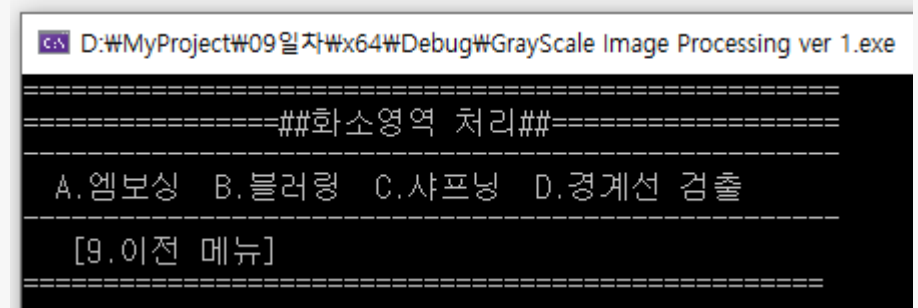 D:₩MyProject₩09일차₩x64₩Debug₩GrayScale Image Processing ver 1.exe
===================================================
================##화소영역 처리##==================
---------------------------------------------------
A.엠보싱 B.블러링 C.샤프닝 D.경계선 검출
---------------------------------------------------
[9.이전 메뉴]
==================================================